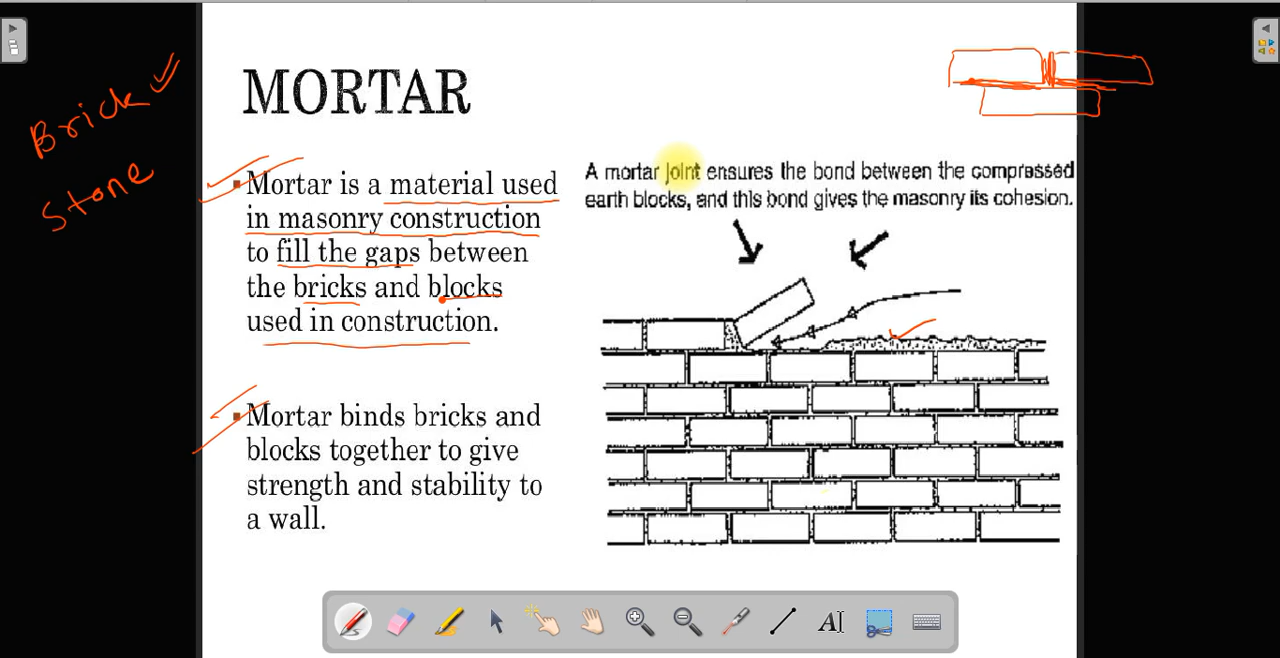 Brick
Stone
MORTAR
▪ Mortar is a material used
in masonry construction
to fill the gaps between
the bricks and blocks
used in construction.
▪ Mortar binds bricks and
blocks together to give
strength and stability to
a wall.
A mortar joint ensures the bond between the compressed
earth blocks, and this bond gives the masonry its cohesion.
AI